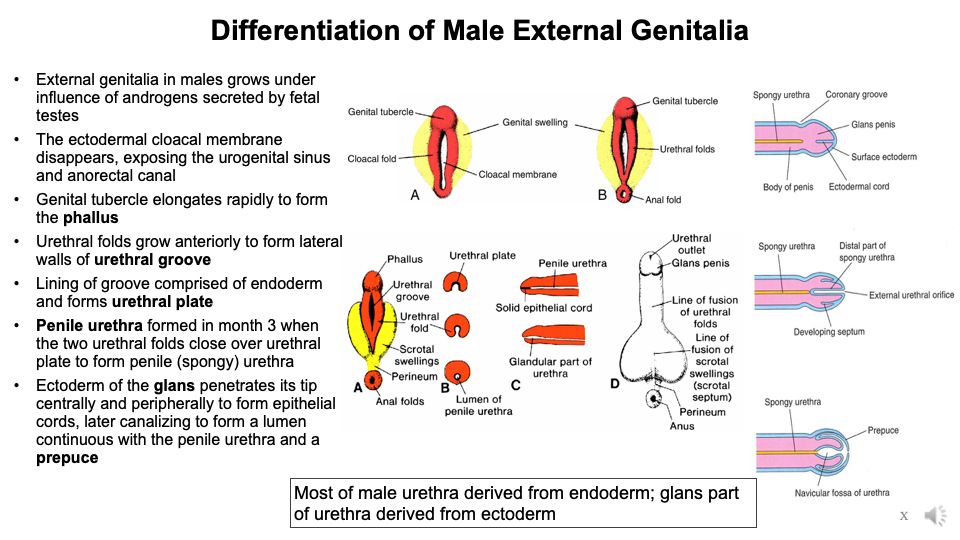 Differentiation of Male External Genitalia
• External genitalia in males grows under
influence of androgens secreted by fetal
testes
• The ectodermal cloacal membrane
disappears, exposing the urogenital sinus
and anorectal canal
• Genital tubercle elongates rapidly to form
the phallus
• Urethral folds grow anteriorly to form lateral
walls of urethral groove
• Lining of groove comprised of endoderm
and forms urethral plate
• Penile urethra formed in month 3 when
the two urethral folds close over urethral
plate to form penile (spongy) urethra
• Ectoderm of the glans penetrates its tip
centrally and peripherally to form epithelial
cords, later canalizing to form a lumen
continuous with the penile urethra and a
prepuce
Genital tubercle
Cloacal fold
Genital swelling
Cloacal membrane
A
Genital tubercle
Urethral folds
Anal fold
B
Spongy urethra
Coronary groove
Glans penis
Surface ectoderm
Body of penis
Ectodermal cord
Phallus
Urethral
groove
Urethral
fold
Scrotal
swellings
Perineum
Anal folds
A
Urethral plate
B
Lumen of
penile urethra
Penile urethra
Solid epithelial cord
Glandular part of
urethra
C
Urethral
outlet
Glans penis
Line of fusion
of urethral
folds
Line of
fusion of
scrotal
swellings
(scrotal
septum)
Perineum
Anus
D
Spongy urethra
Distal part of
spongy urethra
External urethral orifice
Developing septum
Spongy urethra
Prepuce
Navicular fossa of urethra
Most of male urethra derived from endoderm; glans part
of urethra derived from ectoderm
X